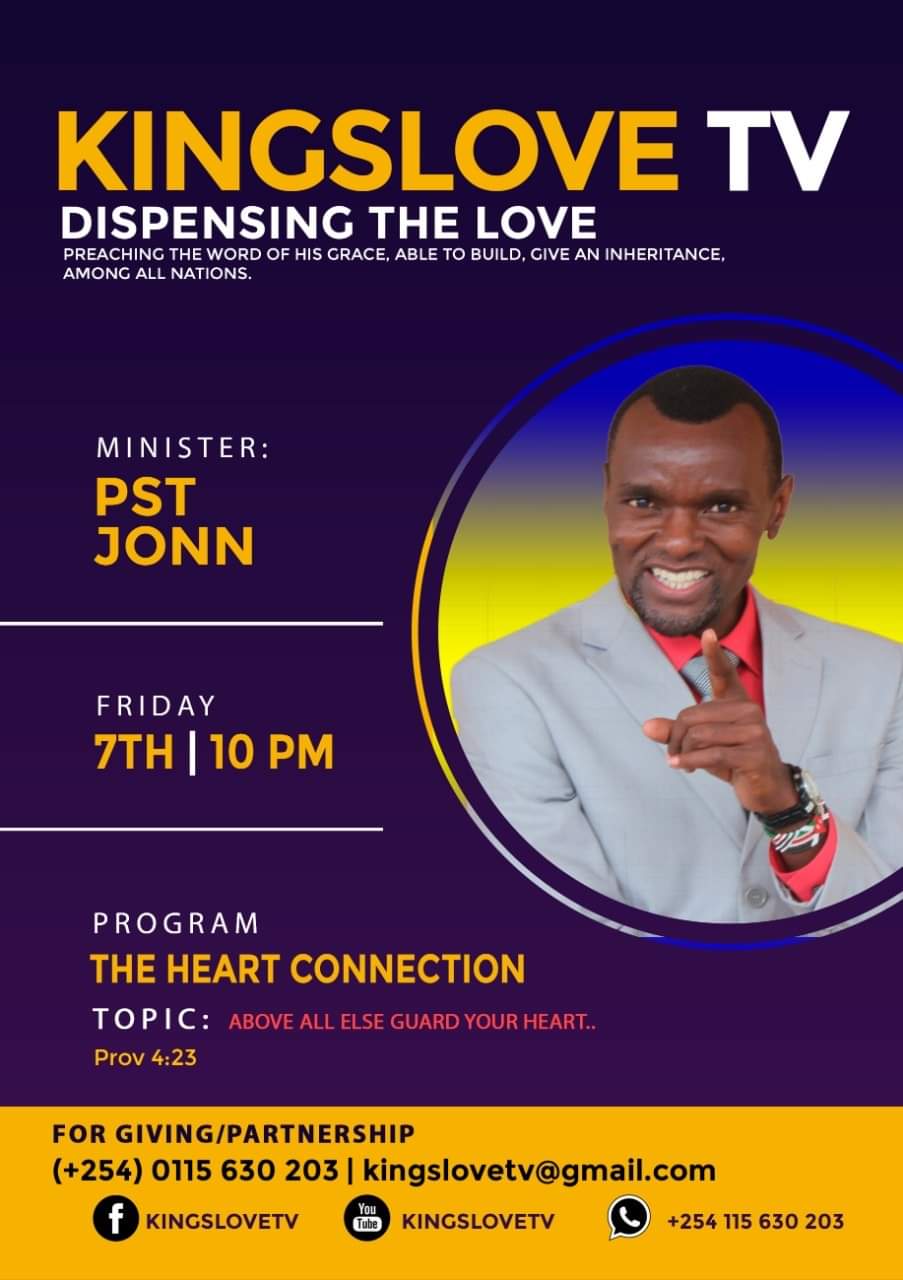 KINGSLOVE TV
DISPENSING THE LOVE
PREACHING THE WORD OF HIS GRACE, ABLE TO BUILD, GIVE AN INHERITANCE,
AMONG ALL NATIONS.
MINISTER:
PST
JONN
FRIDAY
7TH | 10 PM
PROGRAM
THE HEART CONNECTION
TOPIC: ABOVE ALL ELSE GUARD YOUR HEART..
Prov 4:23
FOR GIVING/PARTNERSHIP
(+254) 0115 630 203 | kingslovetv@gmail.com
f KINGSLOVETV You Tube KINGSLOVETV +254 115 630 203